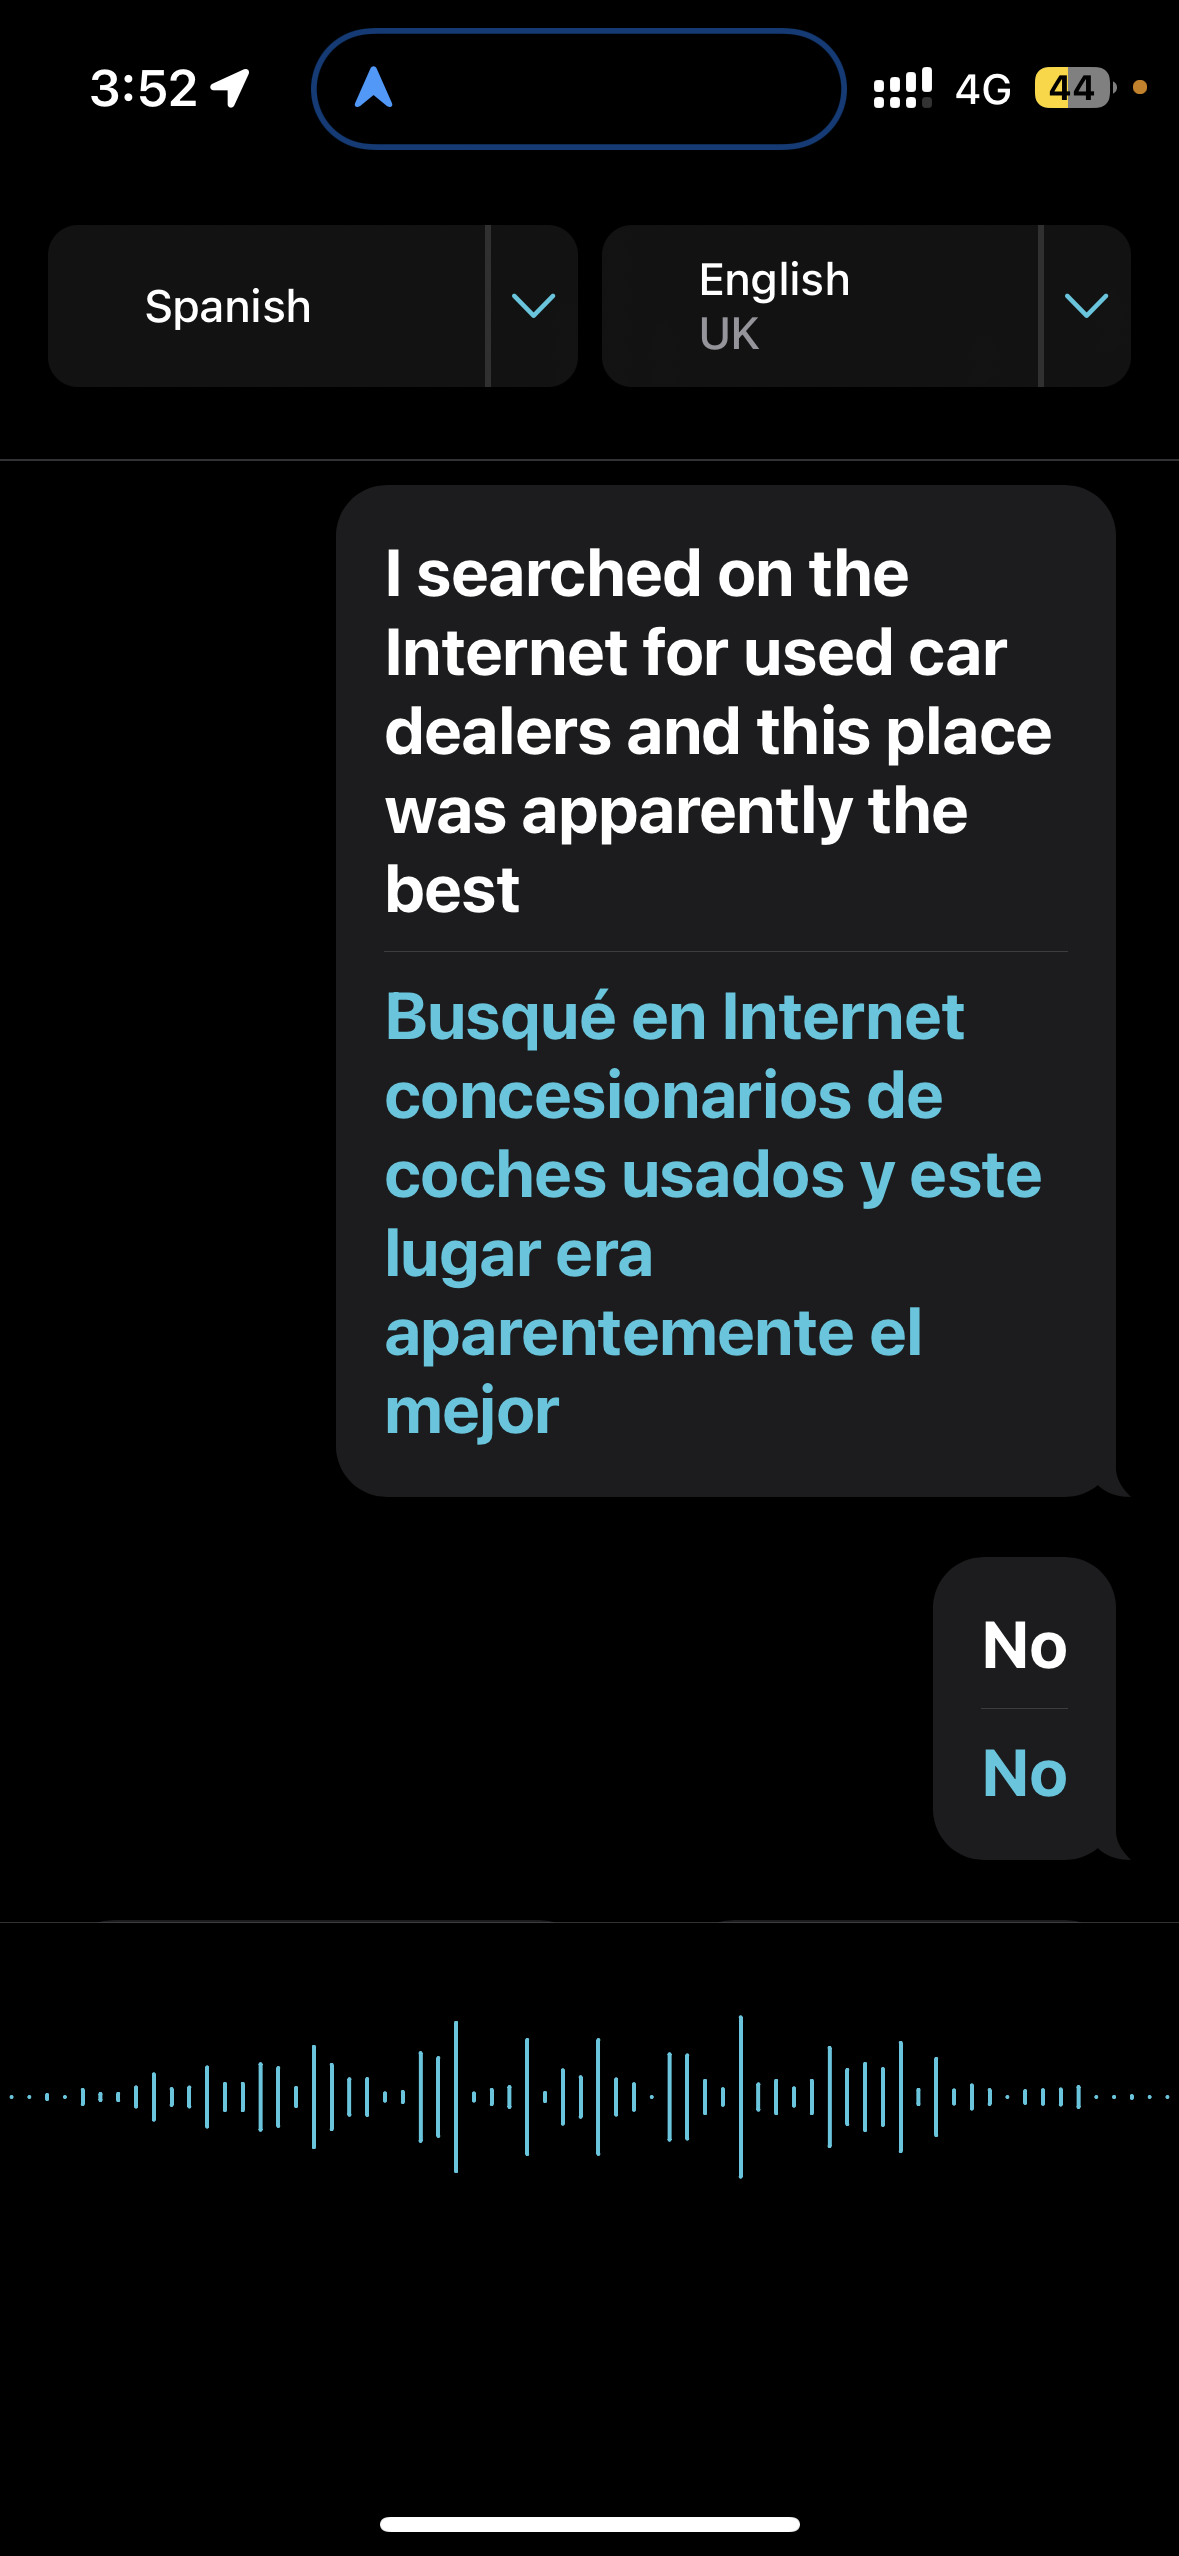 3:52
4G
44
Spanish
English
UK
I searched on the
Internet for used car
dealers and this place
was apparently the
best
Busqué en Internet
concesionarios de
coches usados y este
lugar era
aparentemente el
mejor
No
No